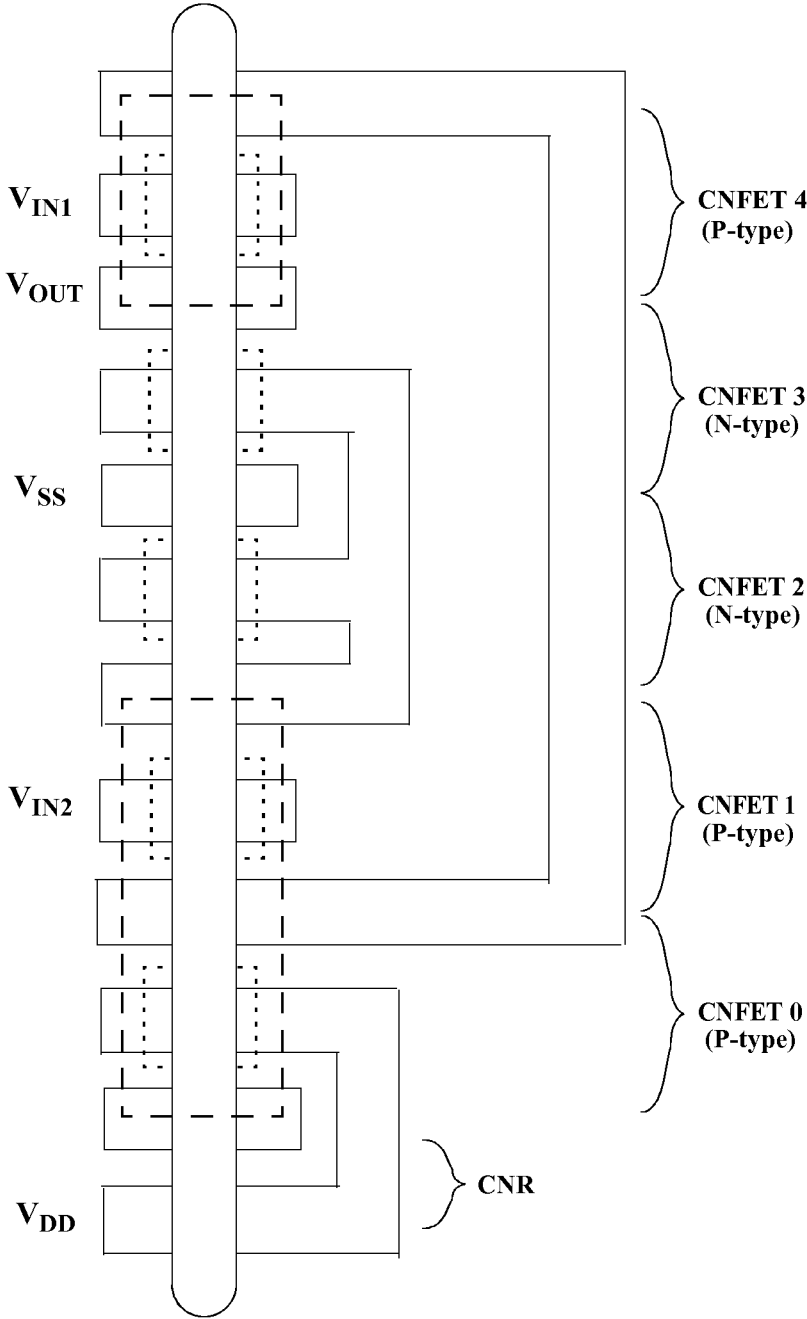 V_IN1
V_OUT
V_SS
V_IN2
V_DD
CNFET 4
(P-type)
CNFET 3
(N-type)
CNFET 2
(N-type)
CNFET 1
(P-type)
CNFET 0
(P-type)
CNR